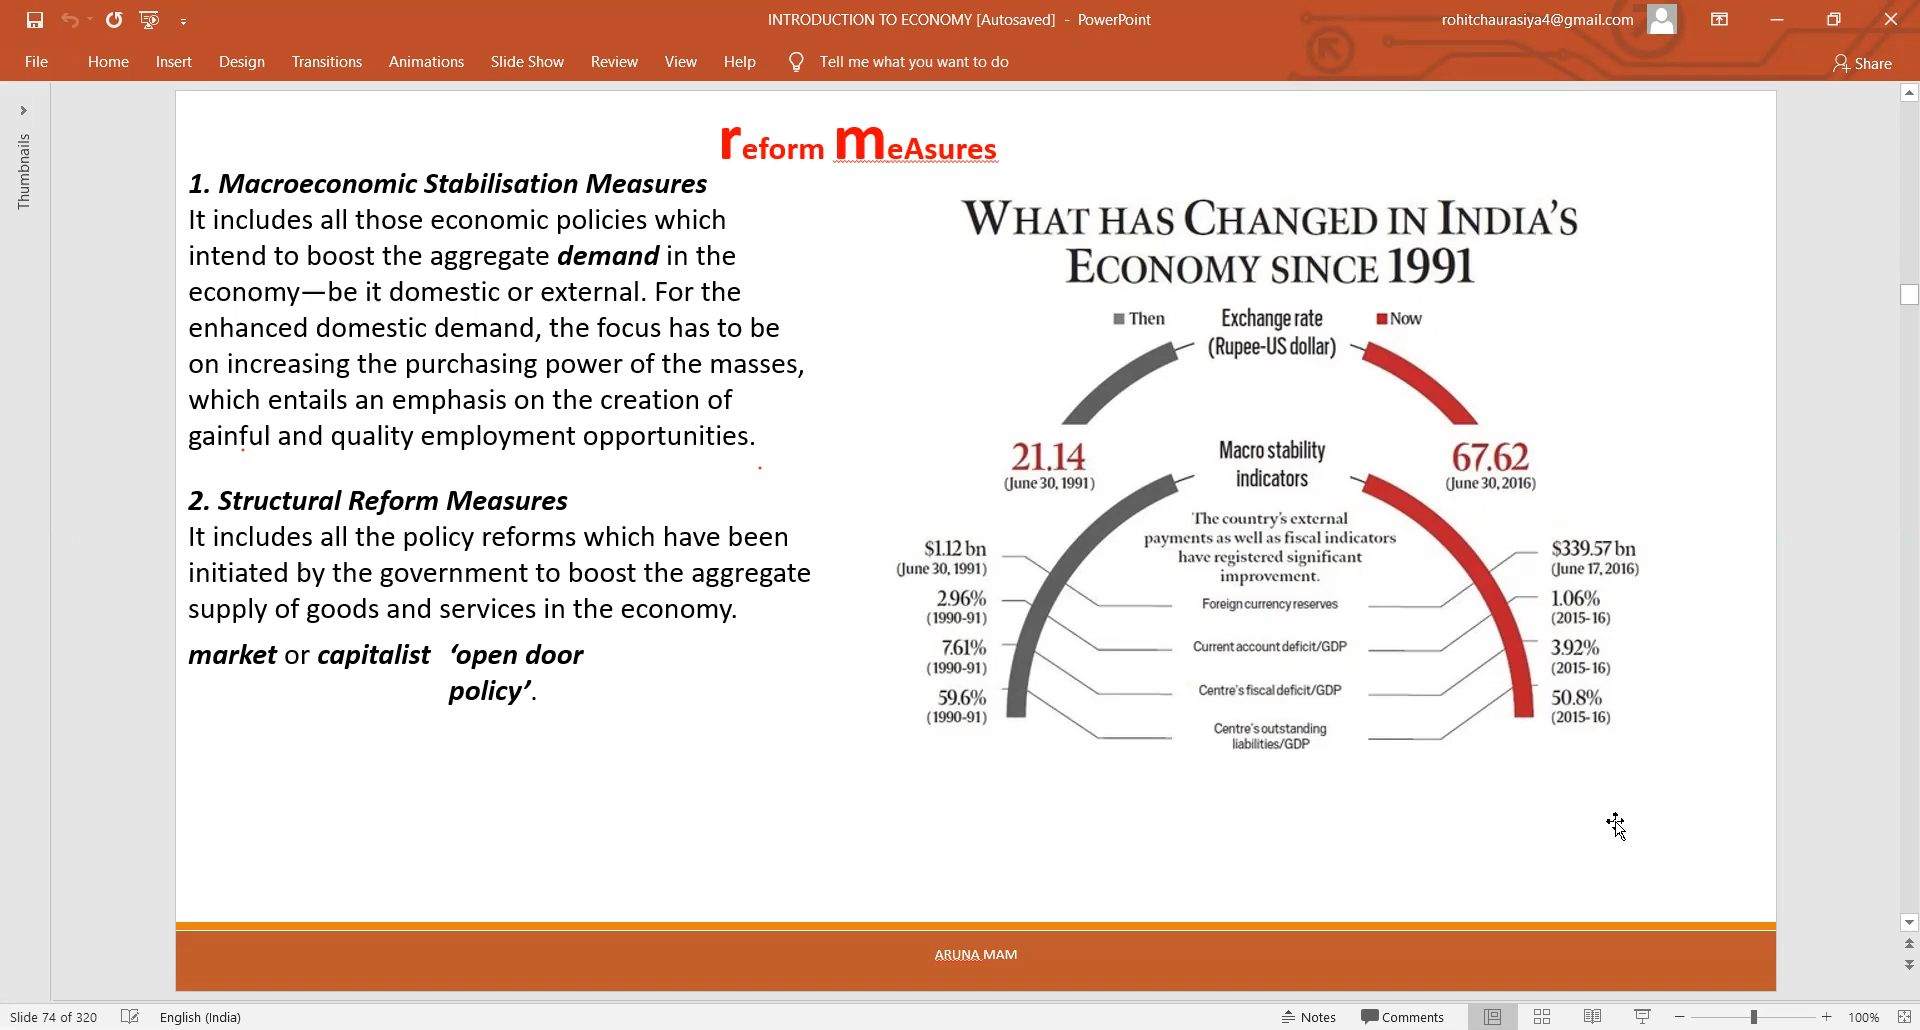 INTRODUCTION TO ECONOMY [Autosaved] - PowerPoint
rohitchaurasiya4@gmail.com
File Home Insert Design Transitions Animations Slide Show Review View Help Tell me what you want to do
Share
Thumbnails
reform meAsures
1. Macroeconomic Stabilisation Measures
It includes all those economic policies which
intend to boost the aggregate demand in the
economy—be it domestic or external. For the
enhanced domestic demand, the focus has to be
on increasing the purchasing power of the masses,
which entails an emphasis on the creation of
gainful and quality employment opportunities.
2. Structural Reform Measures
It includes all the policy reforms which have been
initiated by the government to boost the aggregate
supply of goods and services in the economy.
market or capitalist ‘open door
policy’.
WHAT HAS CHANGED IN INDIA'S
ECONOMY SINCE 1991
Then
Exchange rate
(Rupee-US dollar)
Now
21.14
(June 30, 1991)
67.62
(June 30, 2016)
Macro stability
indicators
The country's external
payments as well as fiscal indicators
have registered significant
improvement.
$1.12 bn
(June 30, 1991)
Foreign currency reserves
$339.57 bn
(June 17, 2016)
2.96%
(1990-91)
Current account deficit/GDP
1.06%
(2015-16)
7.61%
(1990-91)
Centre's fiscal deficit/GDP
3.92%
(2015-16)
59.6%
(1990-91)
Centre's outstanding
liabilities/GDP
50.8%
(2015-16)
ARUNA MAM
Slide 74 of 320 English (India) Notes Comments 100%